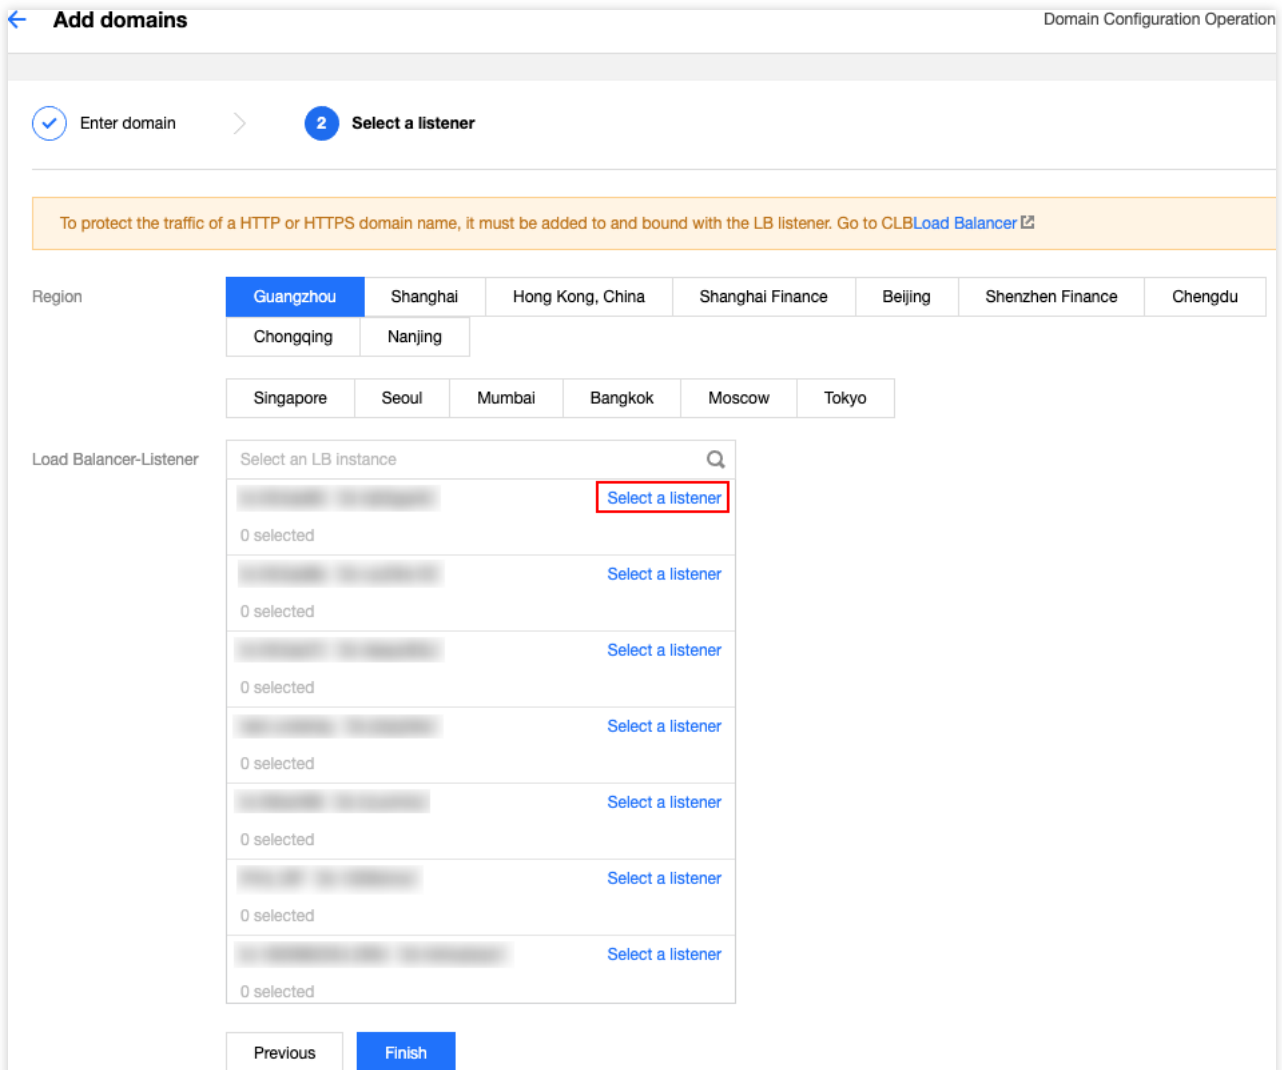 Add domains
Domain Configuration Operation
Enter domain
2 Select a listener
To protect the traffic of a HTTP or HTTPS domain name, it must be added to and bound with the LB listener. Go to CLBLoad Balancer
Region
Guangzhou Shanghai Hong Kong, China Shanghai Finance Beijing Shenzhen Finance Chengdu
Chongqing Nanjing
Singapore Seoul Mumbai Bangkok Moscow Tokyo
Load Balancer-Listener
Select an LB instance
Select a listener
0 selected
Select a listener
0 selected
Select a listener
0 selected
Select a listener
0 selected
Select a listener
0 selected
Select a listener
0 selected
Select a listener
0 selected
Previous Finish